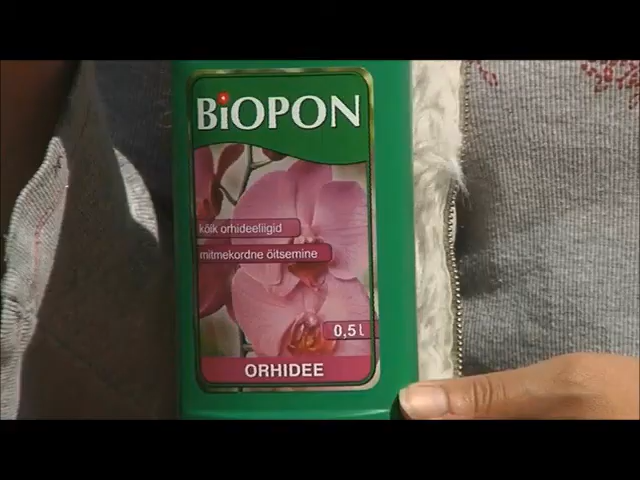 BiOPON
kõik orhideeliigid
mitmekordne õitsemine
0,5 l
ORHIDEE